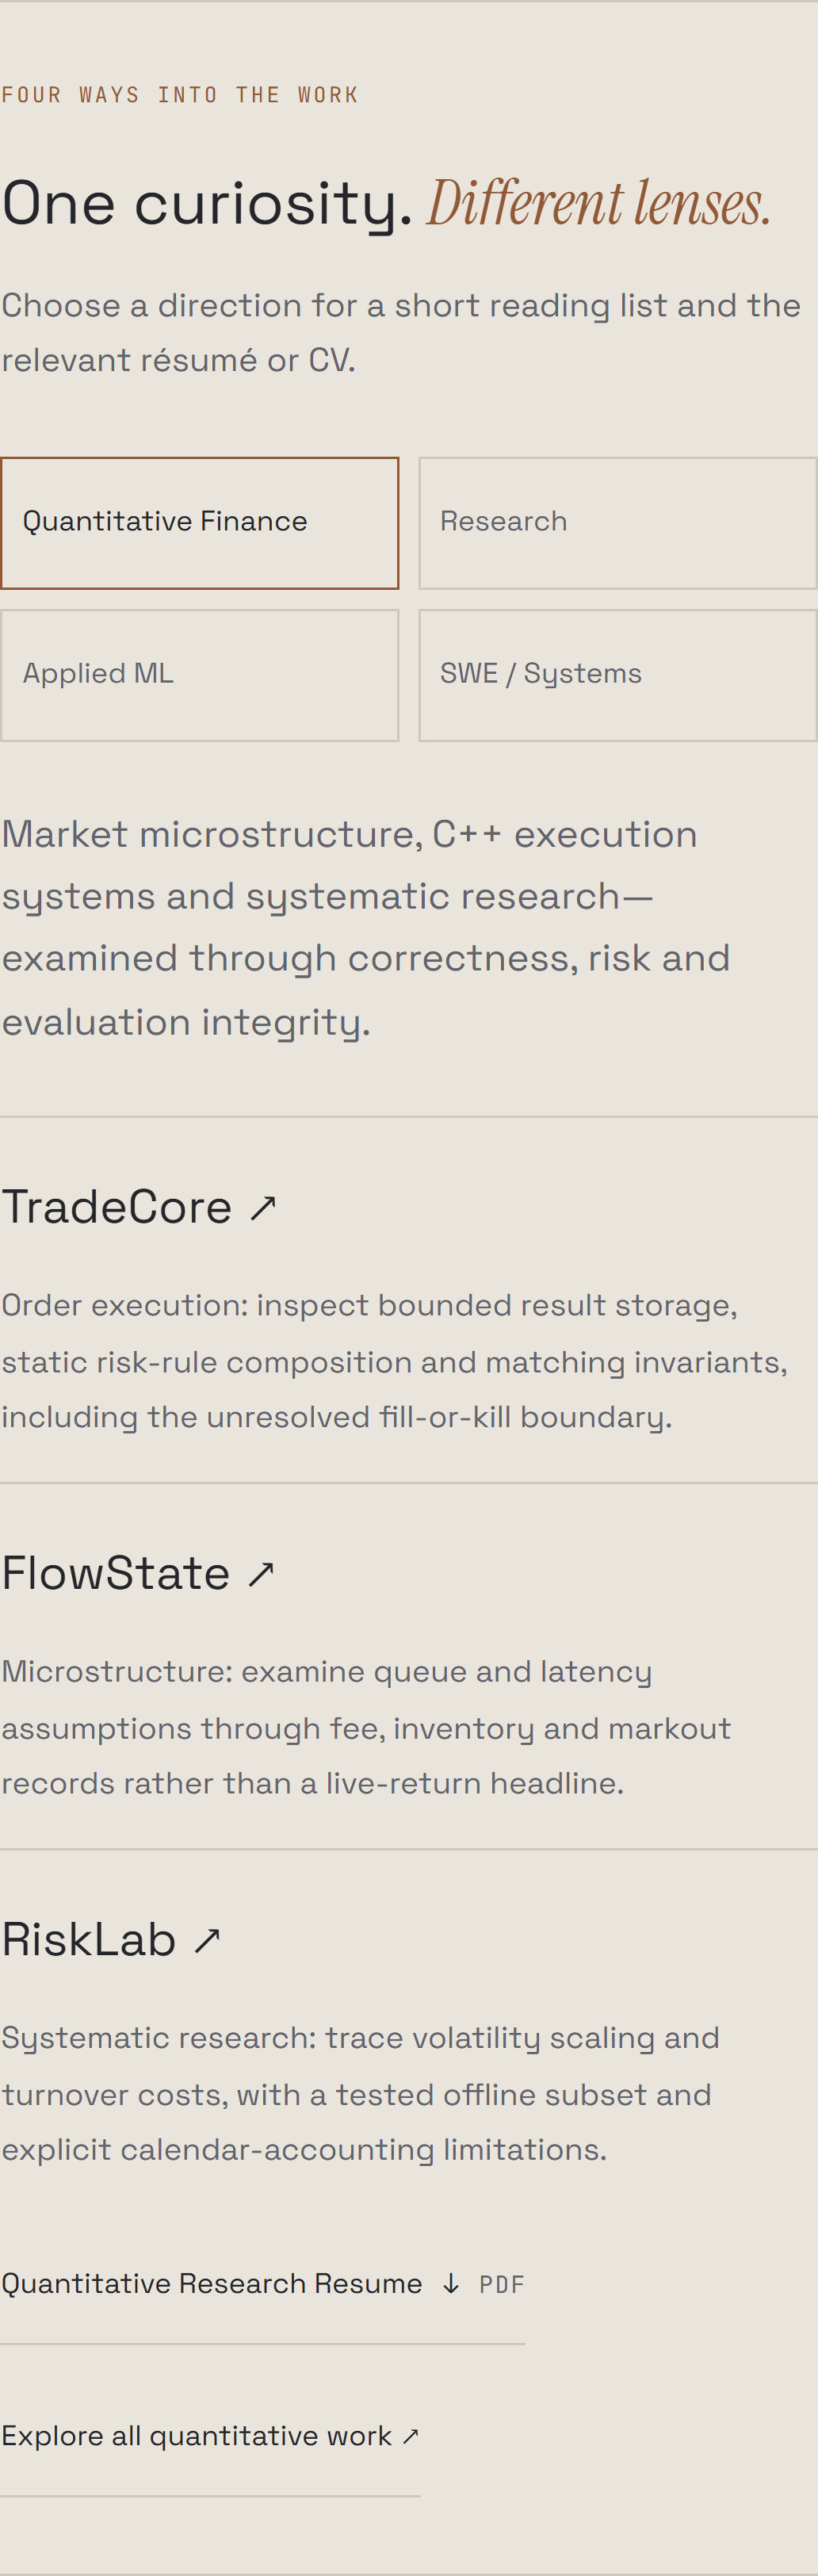 FOUR WAYS INTO THE WORK
One curiosity. Different lenses.
Choose a direction for a short reading list and the
relevant résumé or CV.
Quantitative Finance
Research
Applied ML
SWE / Systems
Market microstructure, C++ execution
systems and systematic research—
examined through correctness, risk and
evaluation integrity.
TradeCore ↗
Order execution: inspect bounded result storage,
static risk-rule composition and matching invariants,
including the unresolved fill-or-kill boundary.
FlowState ↗
Microstructure: examine queue and latency
assumptions through fee, inventory and markout
records rather than a live-return headline.
RiskLab ↗
Systematic research: trace volatility scaling and
turnover costs, with a tested offline subset and
explicit calendar-accounting limitations.
Quantitative Research Resume ↓ PDF
Explore all quantitative work ↗